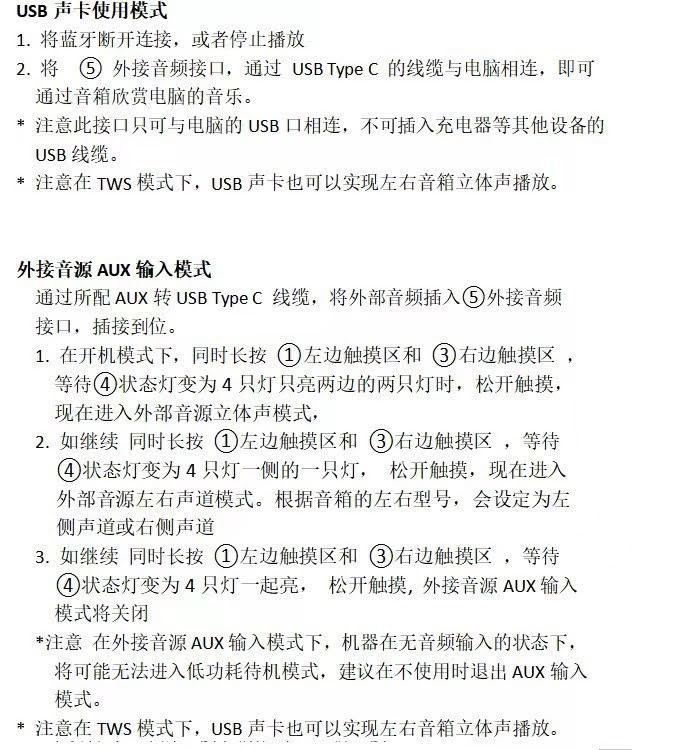 USB 声卡使用模式
1. 将蓝牙断开连接，或者停止播放
2. 将 ⑤ 外接音频接口，通过 USB Type C 的线缆与电脑相连，即可
通过音箱欣赏电脑的音乐。
* 注意此接口只可与电脑的 USB 口相连，不可插入充电器等其他设备的
USB 线缆。
* 注意在 TWS 模式下，USB 声卡也可以实现左右音箱立体声播放。
外接音源 AUX 输入模式
通过所配 AUX 转 USB Type C 线缆，将外部音频插入⑤外接音频
接口，插接到位。
1. 在开机模式下，同时长按 ①左边触摸区和 ③右边触摸区 ，
等待④状态灯变为 4 只灯只亮两边的两只灯时，松开触摸，
现在进入外部音源立体声模式，
2. 如继续 同时长按 ①左边触摸区和 ③右边触摸区 ，等待
④状态灯变为 4 只灯一侧的一只灯， 松开触摸，现在进入
外部音源左右声道模式。根据音箱的左右型号，会设定为左
侧声道或右侧声道
3. 如继续 同时长按 ①左边触摸区和 ③右边触摸区 ，等待
④状态灯变为 4 只灯一起亮， 松开触摸, 外接音源 AUX 输入
模式将关闭
*注意 在外接音源 AUX 输入模式下，机器在无音频输入的状态下，
将可能无法进入低功耗待机模式，建议在不使用时退出 AUX 输入
模式。
* 注意在 TWS 模式下，USB 声卡也可以实现左右音箱立体声播放。